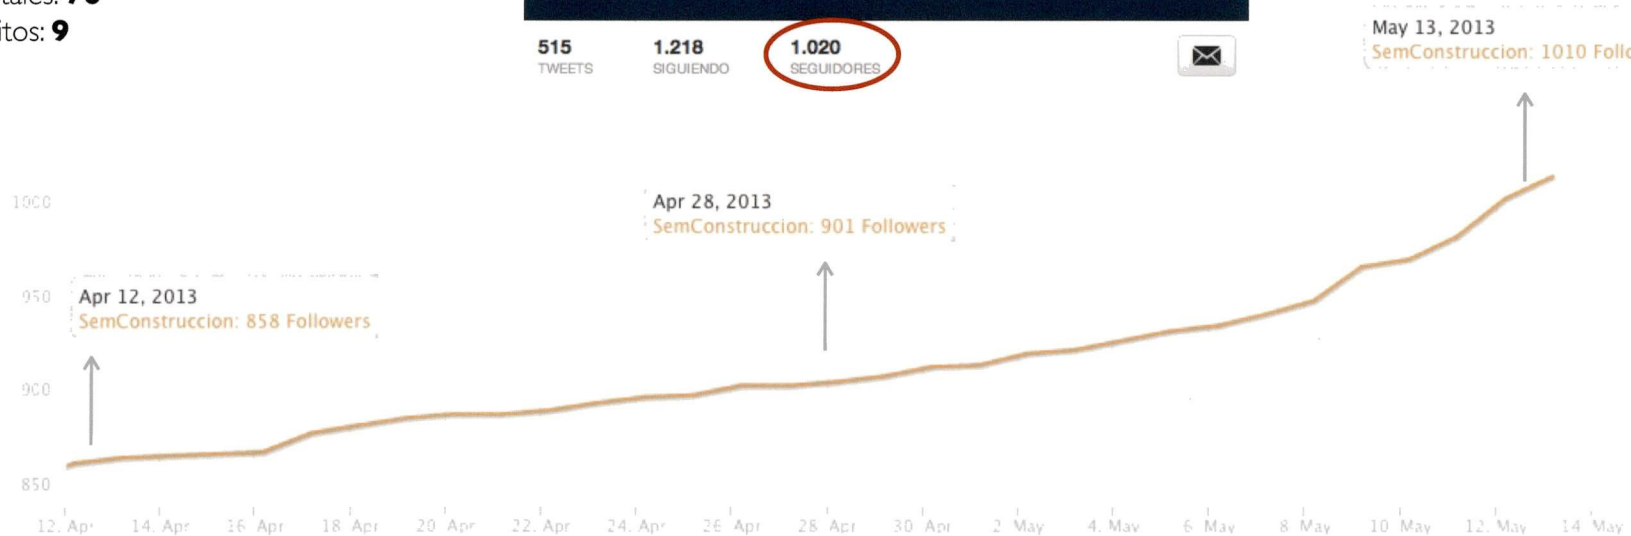 itos: 9
515 1.218 1.020
TWEETS SIGUIENDO SEGUIDORES
May 13, 2013
SemConstruccion: 1010
Apr 28, 2013
SemConstruccion: 901 Followers
Apr 12, 2013
SemConstruccion: 858 Followers
1000
950
900
850
12. Apr 14. Apr 16 Apr 18 Apr 20 Apr 22. Apr 24. Apr 26 Apr 28 Apr 30 Apr 2 May 4. May 6 May 8 May 10 May 12. May 14 May